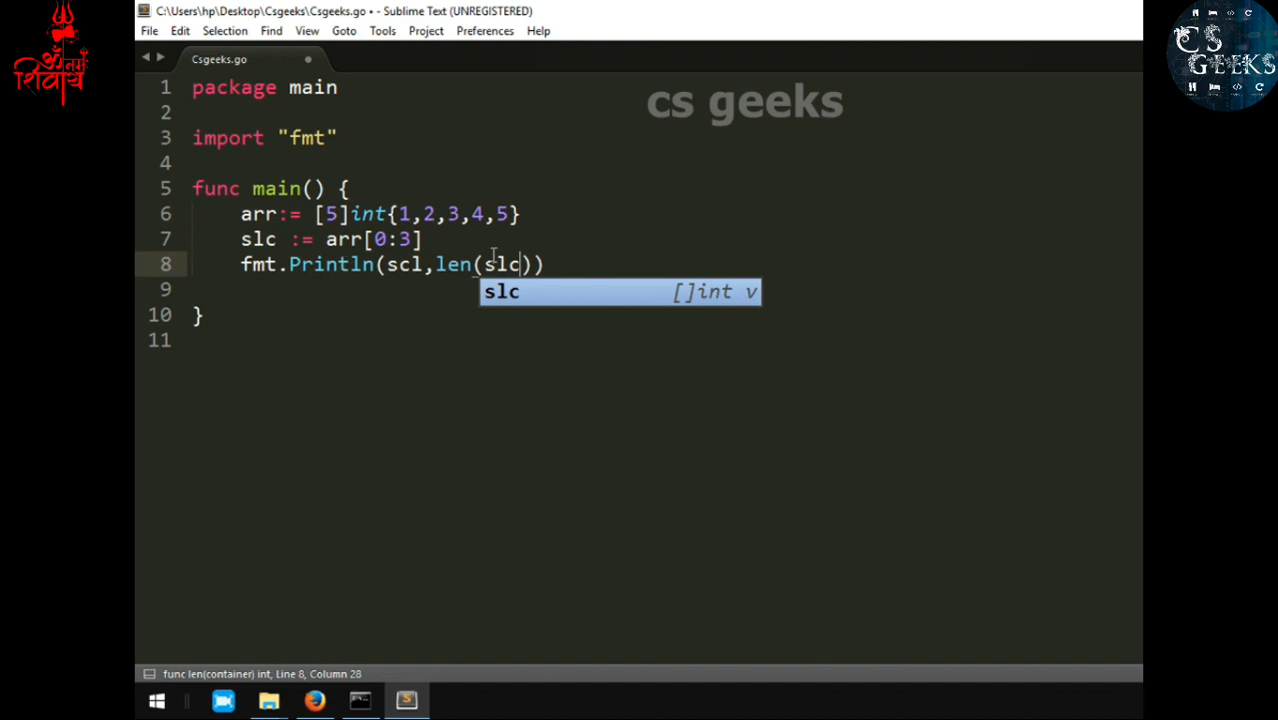 ॐ नमः
शिवाय
C:\Users\hp\Desktop\Csgeeks\Csgeeks.go • - Sublime Text (UNREGISTERED)
File Edit Selection Find View Goto Tools Project Preferences Help
Csgeeks.go
CS
GEEKS
cs geeks
1 package main
2
3 import "fmt"
4
5 func main() {
6 arr:= [5]int{1,2,3,4,5}
7 slc := arr[0:3]
8 fmt.Println(scl,len(slc))
slc []int v
9
10 }
11
func len(container) int, Line 8, Column 28